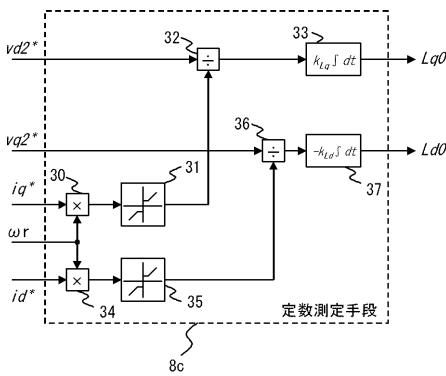 vd2*
32
÷
33
kLq∫ dt
Lq0
vq2*
36
÷
-kLd∫ dt
Ld0
37
30
31
iq*
×
ωr
id*
×
34
35
定数測定手段
8c